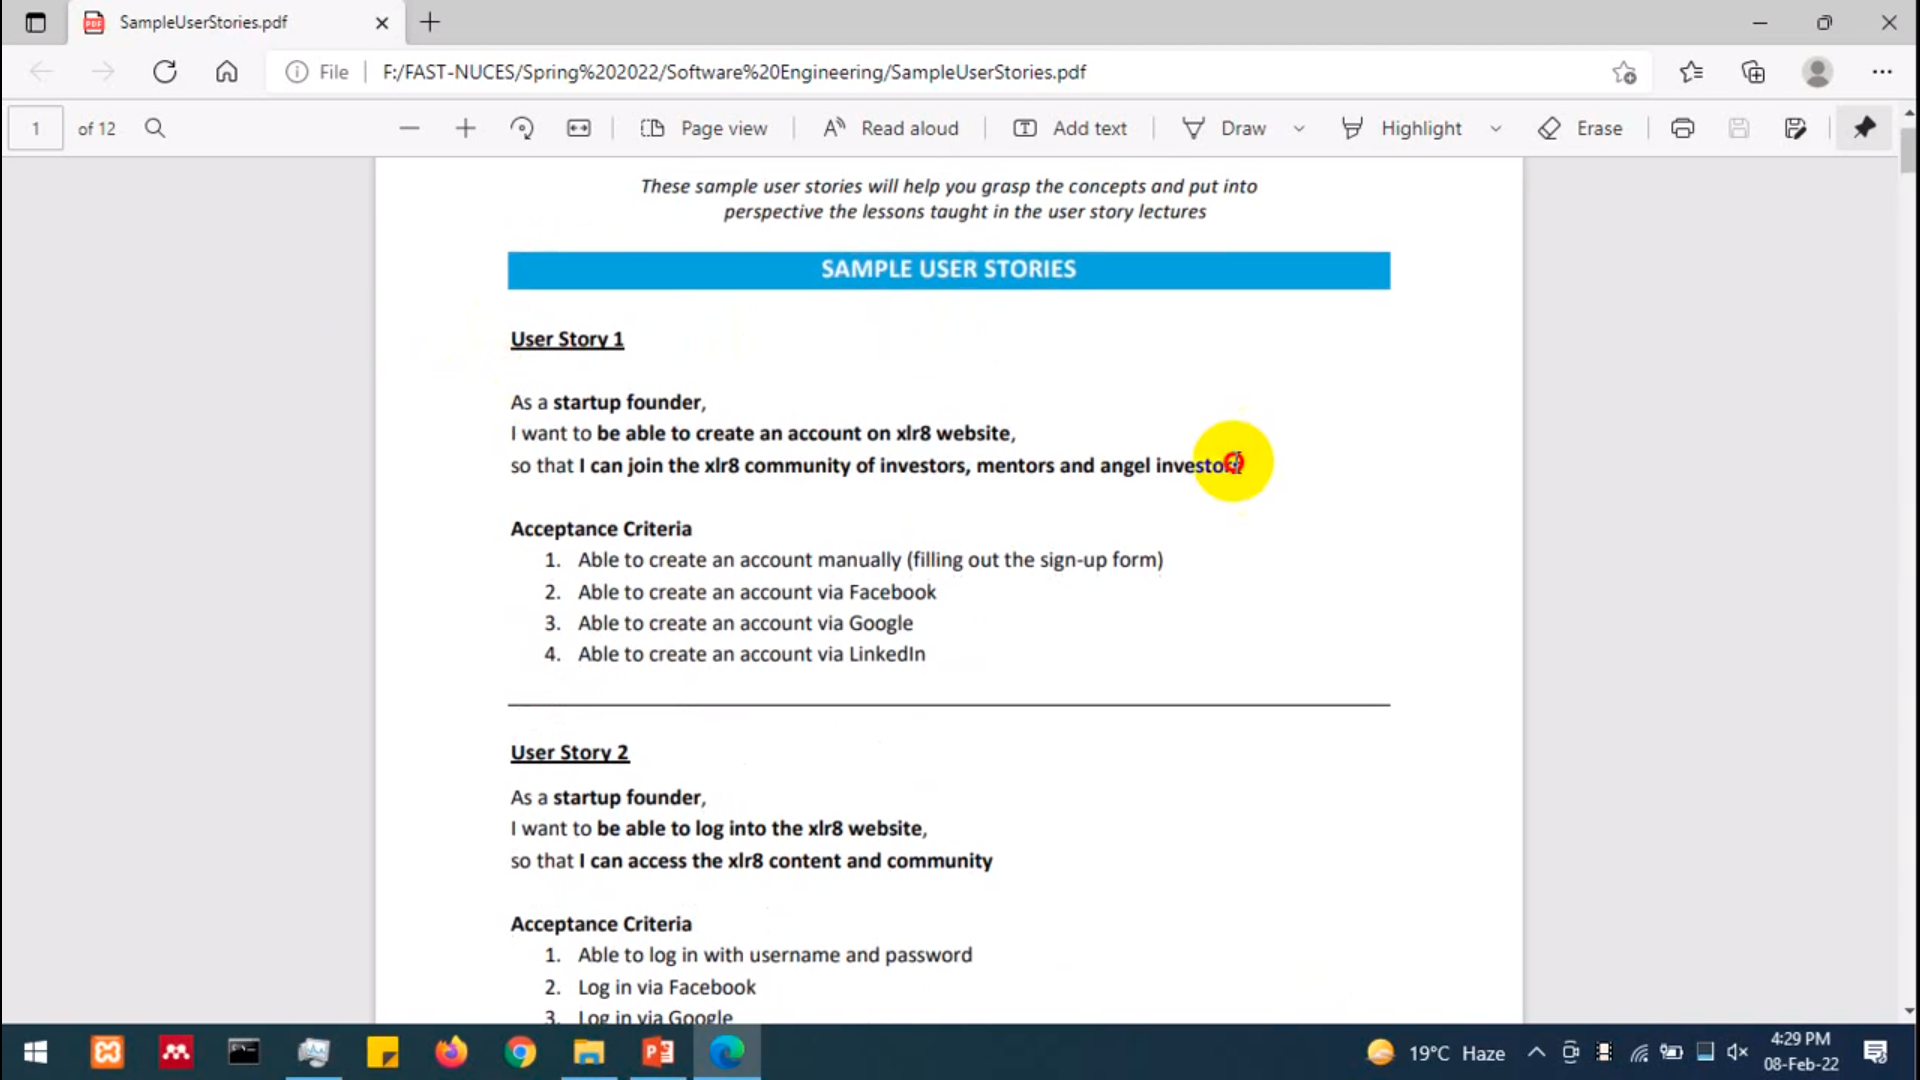 SampleUserStories.pdf
File F:/FAST-NUCES/Spring%202022/Software%20Engineering/SampleUserStories.pdf
1 of 12 Page view Read aloud Add text Draw Highlight Erase
These sample user stories will help you grasp the concepts and put into
perspective the lessons taught in the user story lectures
SAMPLE USER STORIES
User Story 1
As a startup founder,
I want to be able to create an account on xlr8 website,
so that I can join the xlr8 community of investors, mentors and angel
Acceptance Criteria
1. Able to create an account manually (filling out the sign-up form)
2. Able to create an account via Facebook
3. Able to create an account via Google
4. Able to create an account via LinkedIn
User Story 2
As a startup founder,
I want to be able to log into the xlr8 website,
so that I can access the xlr8 content and community
Acceptance Criteria
1. Able to log in with username and password
2. Log in via Facebook
3. Log in via Google
19°C Haze
4:29 PM
08-Feb-22